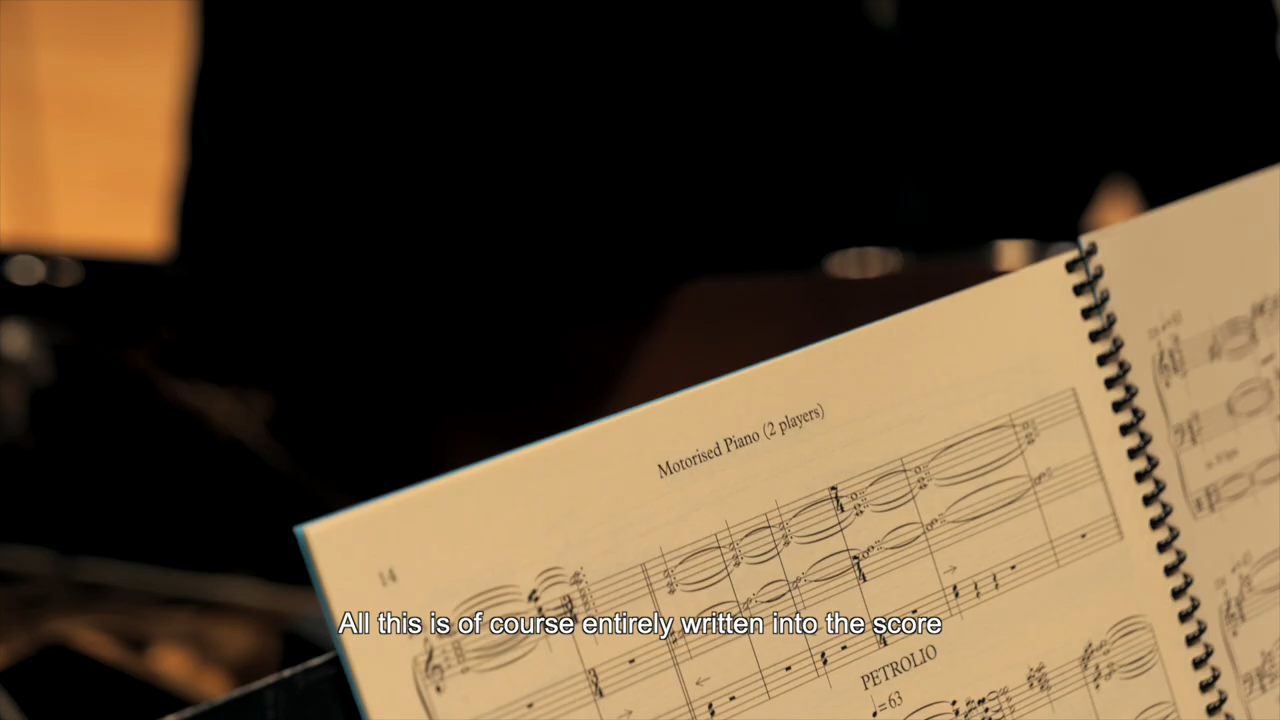 Motorised Piano (2 players)
14
All this is of course entirely written into the score
PETROLIO
♩=63